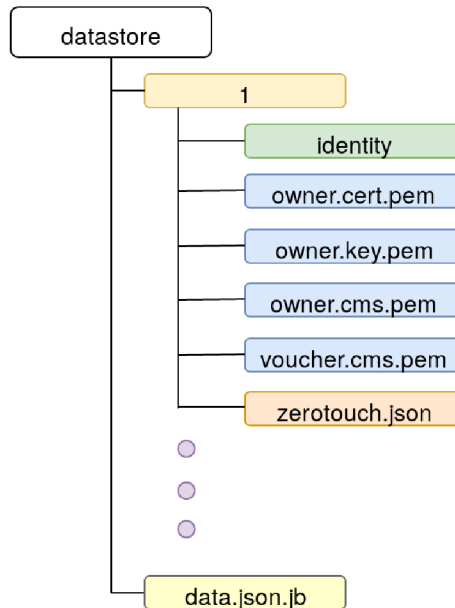 datastore
1
identity
owner.cert.pem
owner.key.pem
owner.cms.pem
voucher.cms.pem
zerotouch.json
data.json.jb